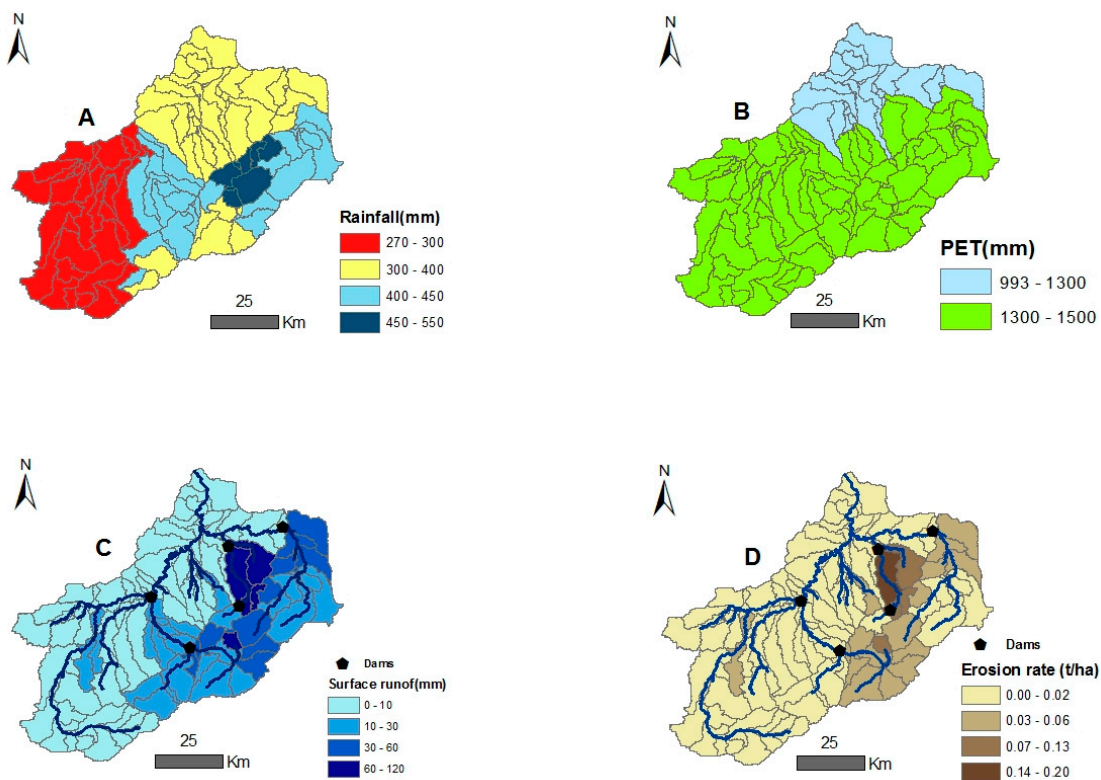 N
A
Rainfall(mm)
270 - 300
300 - 400
400 - 450
450 - 550
25
Km
N
B
PET(mm)
993 - 1300
1300 - 1500
25
Km
N
C
Dams
Surface runof(mm)
0 - 10
10 - 30
30 - 60
60 - 120
25
Km
N
D
Dams
Erosion rate (t/ha)
0.00 - 0.02
0.03 - 0.06
0.07 - 0.13
0.14 - 0.20
25
Km